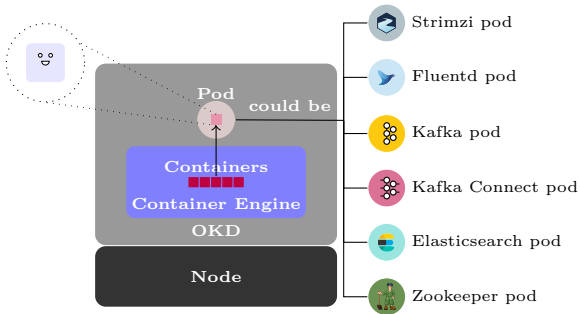 Strimzi pod
Fluentd pod
Pod
could be
Kafka pod
Containers
Kafka Connect pod
Container Engine
OKD
Elasticsearch pod
Node
Zookeeper pod